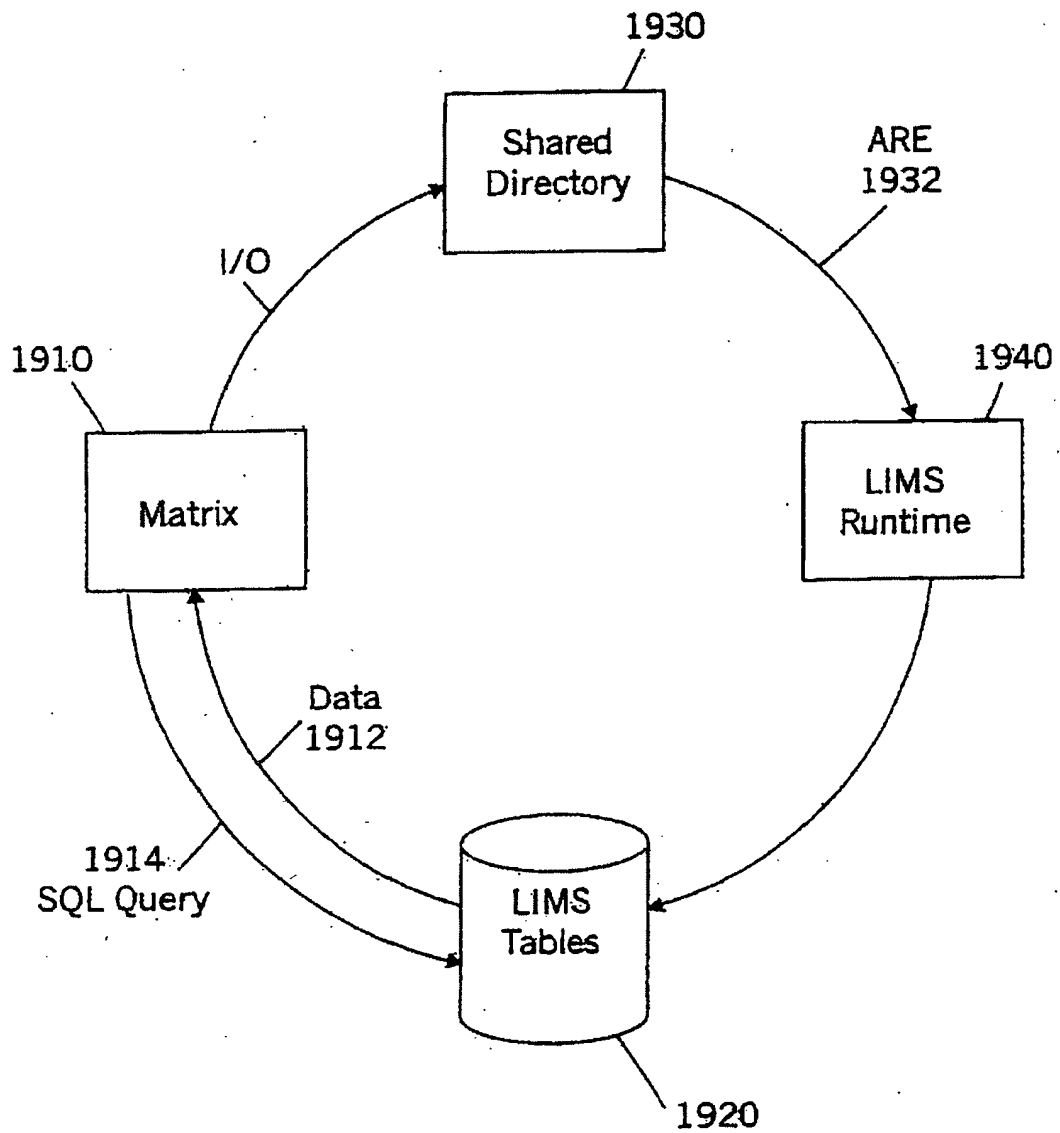 1930
Shared
Directory
ARE
1932
I/O
1910
1940
Matrix
LIMS
Runtime
Data
1912
1914
SQL Query
LIMS
Tables
1920